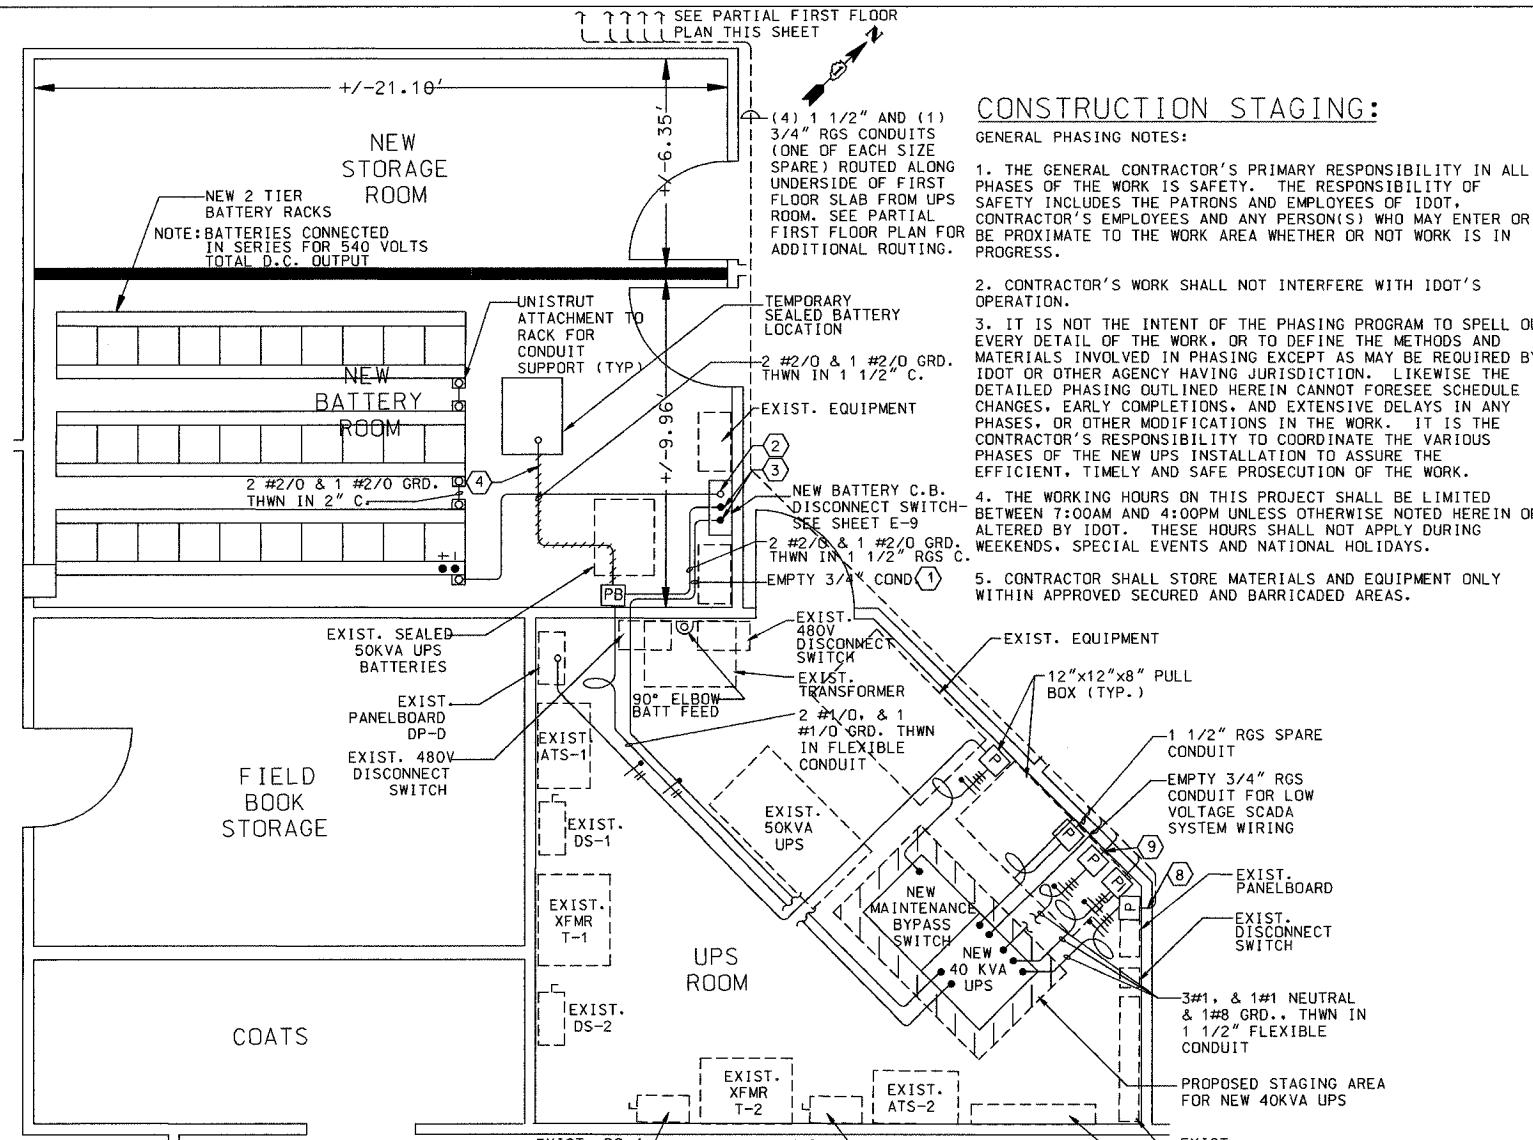 SEE PARTIAL FIRST FLOOR
PLAN THIS SHEET
N
1
+/-21.10'
+/-6.35'
NEW
STORAGE
ROOM
(4) 1 1/2" AND (1)
3/4" RGS CONDUITS
(ONE OF EACH SIZE
SPARE) ROUTED ALONG
UNDERSIDE OF FIRST
FLOOR SLAB FROM UPS
ROOM. SEE PARTIAL
FIRST FLOOR PLAN FOR
ADDITIONAL ROUTING.
NEW 2 TIER
BATTERY RACKS
NOTE: BATTERIES CONNECTED
IN SERIES FOR 540 VOLTS
TOTAL D.C. OUTPUT
CONSTRUCTION STAGING:
GENERAL PHASING NOTES:
1. THE GENERAL CONTRACTOR'S PRIMARY RESPONSIBILITY IN ALL
PHASES OF THE WORK IS SAFETY. THE RESPONSIBILITY OF
SAFETY INCLUDES THE PATRONS AND EMPLOYEES OF IDOT,
CONTRACTOR'S EMPLOYEES AND ANY PERSON(S) WHO MAY ENTER OR
BE PROXIMATE TO THE WORK AREA WHETHER OR NOT WORK IS IN
PROGRESS.
2. CONTRACTOR'S WORK SHALL NOT INTERFERE WITH IDOT'S
OPERATION.
3. IT IS NOT THE INTENT OF THE PHASING PROGRAM TO SPELL
EVERY DETAIL OF THE WORK, OR TO DEFINE THE METHODS AND
MATERIALS INVOLVED IN PHASING EXCEPT AS MAY BE REQUIRED BY
IDOT OR OTHER AGENCY HAVING JURISDICTION. LIKEWISE THE
DETAILED PHASING OUTLINED HEREIN CANNOT FORESEE SCHEDULE
CHANGES, EARLY COMPLETIONS, AND EXTENSIVE DELAYS IN ANY
PHASES, OR OTHER MODIFICATIONS IN THE WORK. IT IS THE
CONTRACTOR'S RESPONSIBILITY TO COORDINATE THE VARIOUS
PHASES OF THE NEW UPS INSTALLATION TO ASSURE THE
EFFICIENT, TIMELY AND SAFE PROSECUTION OF THE WORK.
4. THE WORKING HOURS ON THIS PROJECT SHALL BE LIMITED
BETWEEN 7:00AM AND 4:00PM UNLESS OTHERWISE NOTED HEREIN
ALTERED BY IDOT. THESE HOURS SHALL NOT APPLY DURING
WEEKENDS, SPECIAL EVENTS AND NATIONAL HOLIDAYS.
5. CONTRACTOR SHALL STORE MATERIALS AND EQUIPMENT ONLY
WITHIN APPROVED SECURED AND BARRICADED AREAS.
UNISTRUT
ATTACHMENT TO
RACK FOR
CONDUIT
SUPPORT (TYP)
TEMPORARY
SEALED BATTERY
LOCATION
2 #2/0 & 1 #2/0 GRD.
THWN IN 1 1/2" C.
NEW
BATTERY
ROOM
+/-9.96'
EXIST. EQUIPMENT
2
3
4
2 #2/0 & 1 #2/0 GRD.
THWN IN 2" C.
NEW BATTERY C.B.
DISCONNECT SWITCH-
SEE SHEET E-9
2 #2/0 & 1 #2/0 GRD.
THWN IN 1 1/2" RGS C.
EMPTY 3/4" COND.
1
+ -
PB
EXIST. SEALED
50KVA UPS
BATTERIES
EXIST.
480V
DISCONNECT
SWITCH
EXIST.
TRANSFORMER
90° ELBOW
BATT FEED
EXIST.
PANELBOARD
DP-D
EXIST. 480V
DISCONNECT
SWITCH
2 #1/0, & 1
#1/0 GRD. THWN
IN FLEXIBLE
CONDUIT
EXIST. EQUIPMENT
12"x12"x8" PULL
BOX (TYP.)
1 1/2" RGS SPARE
CONDUIT
EMPTY 3/4" RGS
CONDUIT FOR LOW
VOLTAGE SCADA
SYSTEM WIRING
EXIST.
ATS-1
FIELD
BOOK
STORAGE
EXIST.
DS-1
EXIST.
50KVA
UPS
P
P
P
P
P
9
8
EXIST.
PANELBOARD
EXIST.
DISCONNECT
SWITCH
NEW
MAINTENANCE
BYPASS
SWITCH
NEW
40 KVA
UPS
EXIST.
XFMR
T-1
UPS
ROOM
EXIST.
DS-2
COATS
3#1, & 1#1 NEUTRAL
& 1#8 GRD., THWN IN
1 1/2" FLEXIBLE
CONDUIT
PROPOSED STAGING AREA
FOR NEW 40KVA UPS
EXIST.
XFMR
T-2
EXIST.
ATS-2